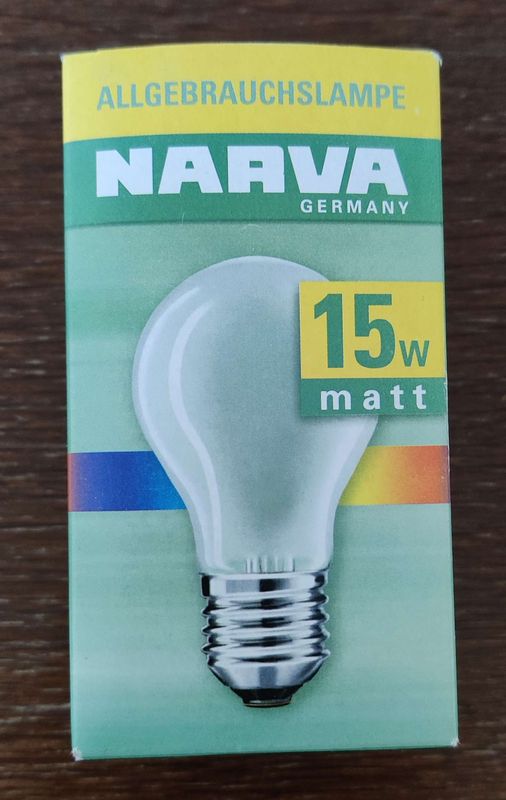 ALLGEBRAUCHSLAMPE
NARVA
GERMANY
15W
matt